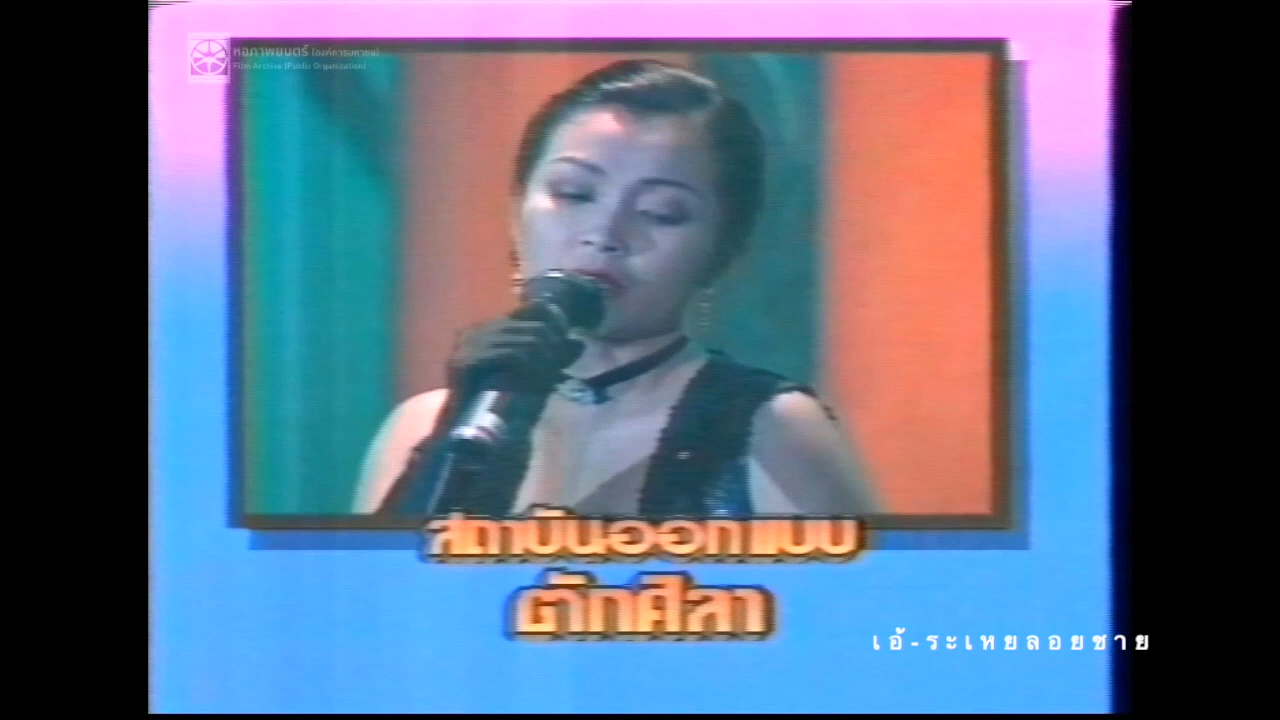 หอภาพยนตร์ (องค์การมหาชน)
Film Archive (Public Organization)
สถาบันออกแบบ
ตักศิลา
เอ้-ระเหยลอยชาย